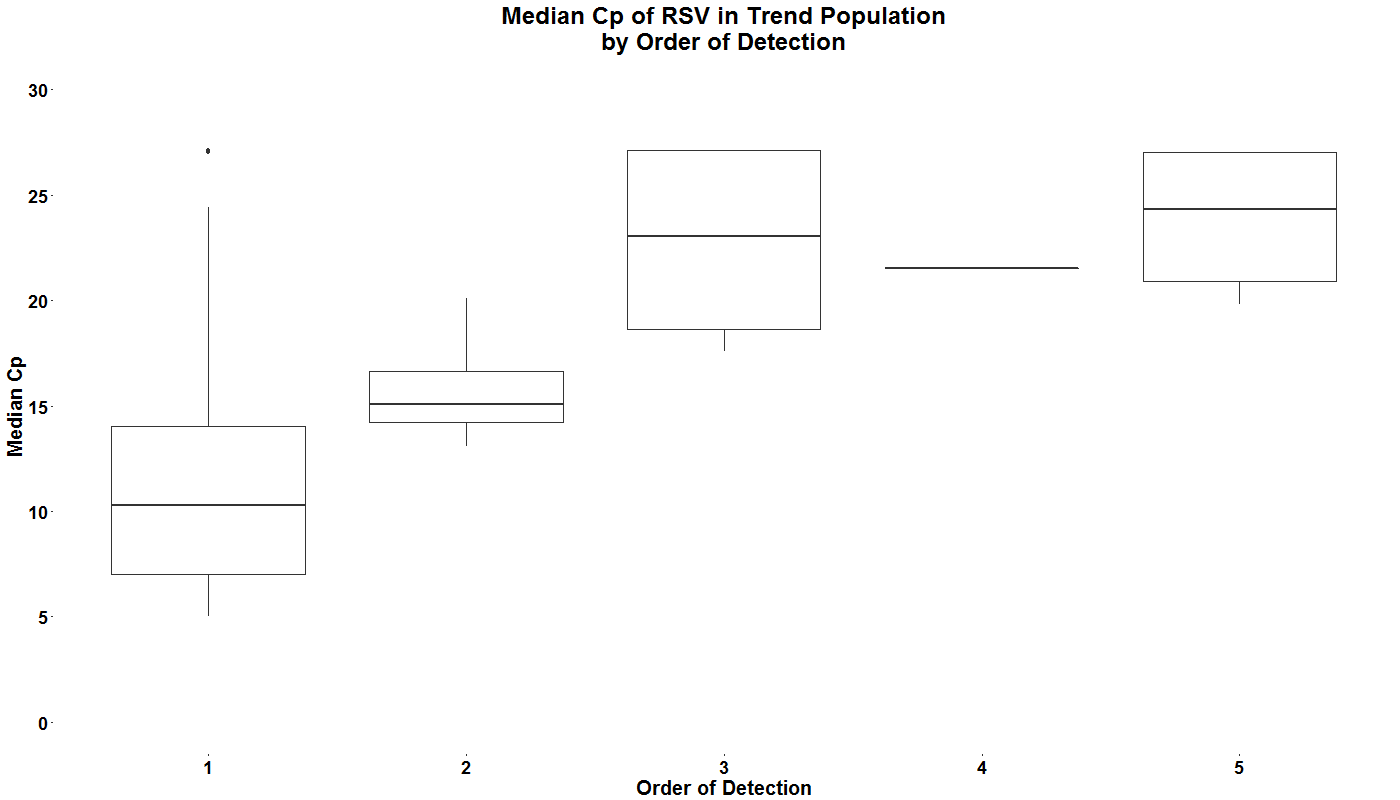 Median Cp of RSV in Trend Population
by Order of Detection
30
25
20
15
10
5
0
Median Cp
1 2 3 4 5
Order of Detection